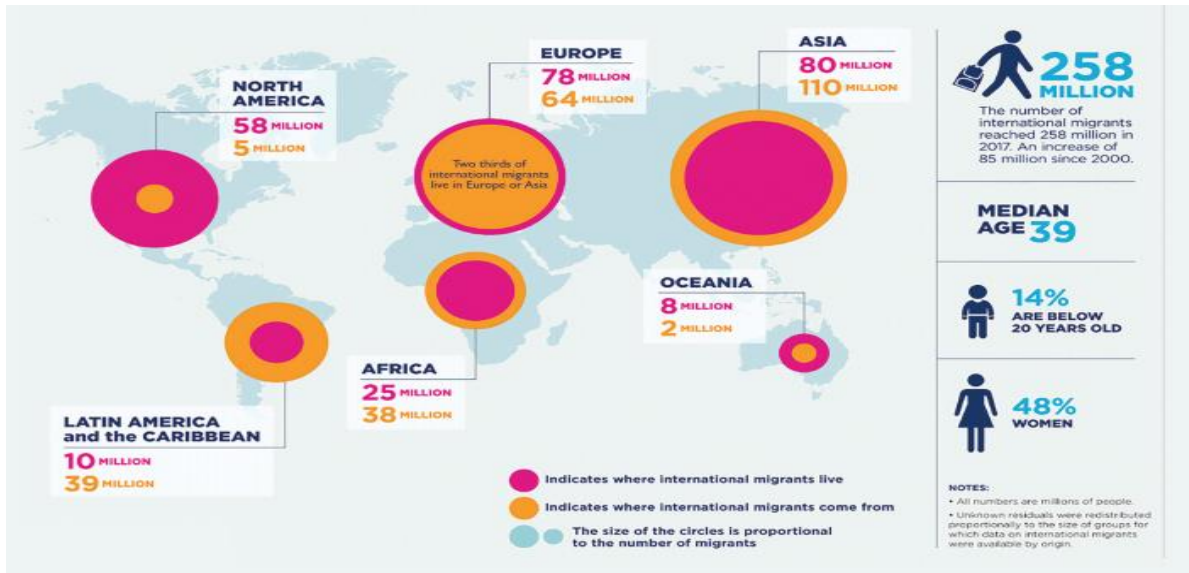 NORTH
AMERICA
58 MILLION
5 MILLION
EUROPE
78 MILLION
64 MILLION
Two thirds of
international migrants
live in Europe or Asia
ASIA
80 MILLION
110 MILLION
OCEANIA
8 MILLION
2 MILLION
AFRICA
25 MILLION
38 MILLION
LATIN AMERICA
and the CARIBBEAN
10 MILLION
39 MILLION
Indicates where international migrants live
Indicates where international migrants come from
The size of the circles is proportional
to the number of migrants
258
MILLION
The number of
international migrants
reached 258 million in
2017. An increase of
85 million since 2000.
MEDIAN
AGE 39
14%
ARE BELOW
20 YEARS OLD
48%
WOMEN
NOTES:
• All numbers are millions of people.
• Unknown residuals were redistributed
proportionally to the size of groups for
which data on international migrants
were available by origin.